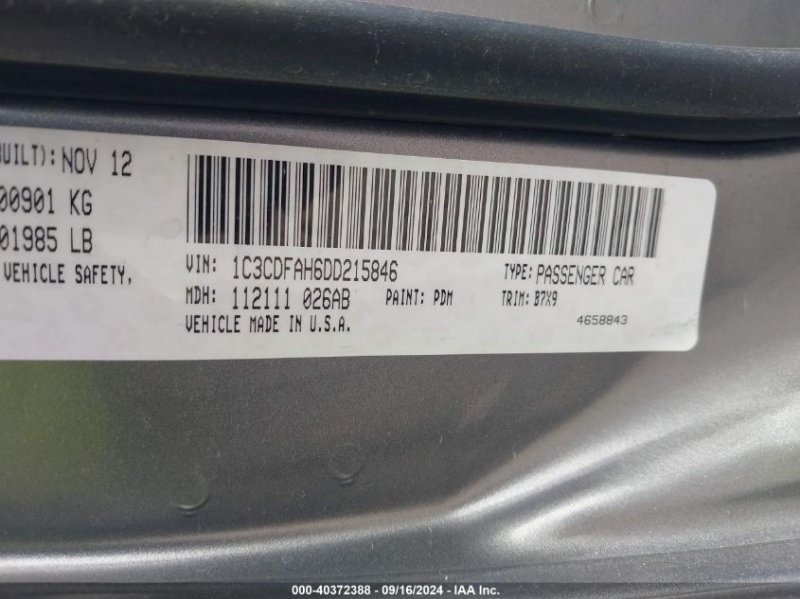 BUILT): NOV 12
00901 KG
01985 LB
VEHICLE SAFETY,
VIN: 1C3CDFAH6DD215846
TYPE: PASSENGER CAR
MDH: 112111 026AB PAINT: PDM TRIM: B7X9
VEHICLE MADE IN U.S.A. 4658843
000-40372388 - 09/16/2024 - IAA Inc.